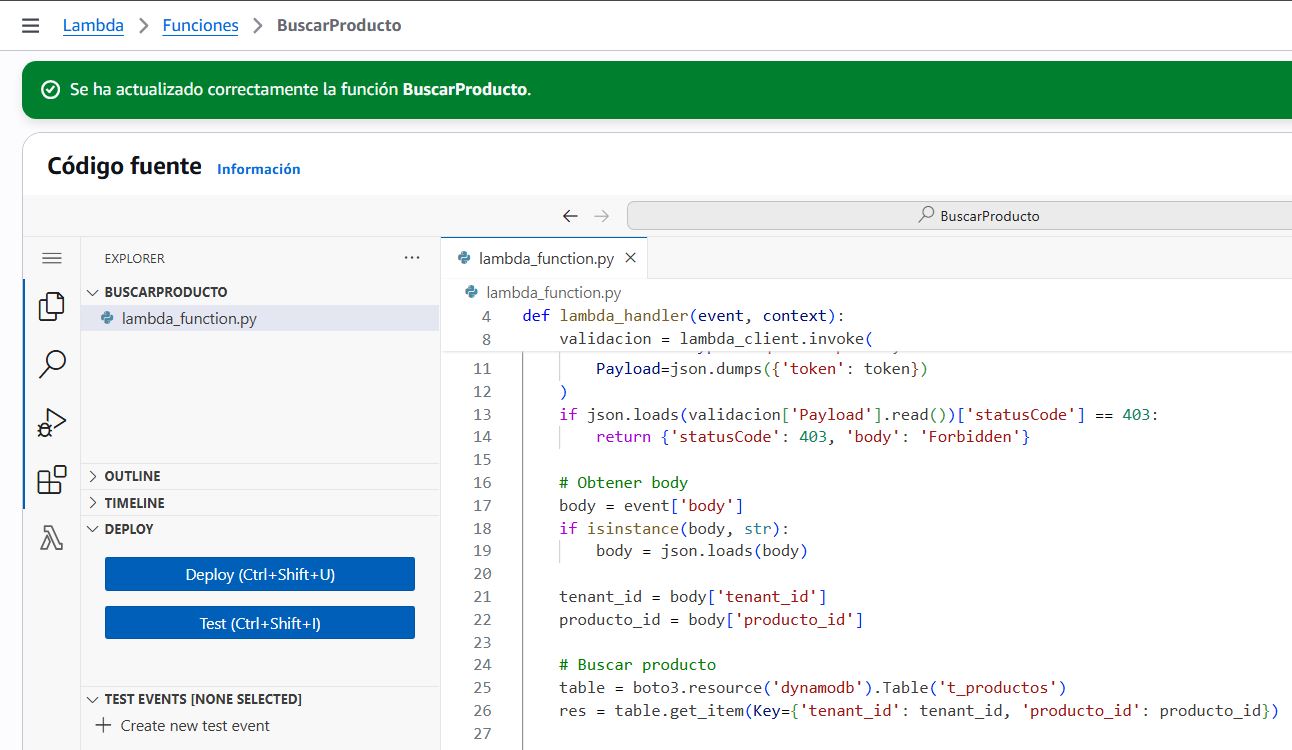 Lambda > Funciones > BuscarProducto
Se ha actualizado correctamente la función BuscarProducto.
Código fuente Información
BuscarProducto
EXPLORER ...
BUSCARPRODUCTO
lambda_function.py
OUTLINE
TIMELINE
DEPLOY
Deploy (Ctrl+Shift+U)
Test (Ctrl+Shift+I)
TEST EVENTS [NONE SELECTED]
Create new test event
lambda_function.py
lambda_function.py
4 def lambda_handler(event, context):
8 validacion = lambda_client.invoke(
11 Payload=json.dumps({'token': token})
12 )
13 if json.loads(validacion['Payload'].read())['statusCode'] == 403:
14 return {'statusCode': 403, 'body': 'Forbidden'}
15
16 # Obtener body
17 body = event['body']
18 if isinstance(body, str):
19 body = json.loads(body)
20
21 tenant_id = body['tenant_id']
22 producto_id = body['producto_id']
23
24 # Buscar producto
25 table = boto3.resource('dynamodb').Table('t_productos')
26 res = table.get_item(Key={'tenant_id': tenant_id, 'producto_id': producto_id})
27